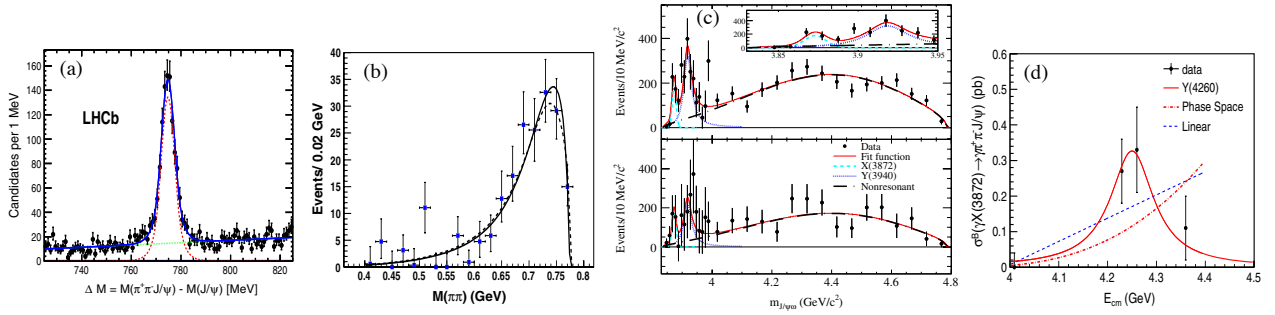 (a)
LHCb
Candidates per 1 MeV
160
140
120
100
80
60
40
20
0
740
760
780
800
820
Δ M = M(π⁺π⁻J/ψ) - M(J/ψ) [MeV]
(b)
Events/ 0.02 GeV
40
35
30
25
20
15
10
5
0
0.4
0.45
0.5
0.55
0.6
0.65
0.7
0.75
0.8
M(ππ) (GeV)
(c)
Events/10 MeV/c²
400
200
0
400
200
0
3.85
3.9
3.95
Events/10 MeV/c²
400
200
0
Data
Fit function
X(3872)
Y(3940)
Nonresonant
4
4.2
4.4
4.6
4.8
m_J/ψω (GeV/c²)
(d)
σᴮ(γX(3872)→γπ⁺π⁻J/ψ) (pb)
0.6
0.5
0.4
0.3
0.2
0.1
0.0
data
Y(4260)
Phase Space
Linear
4.0
4.1
4.2
4.3
4.4
4.5
E_cm (GeV)